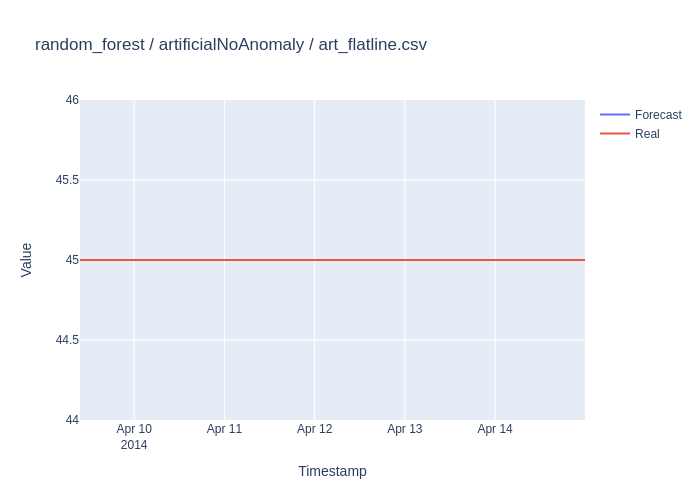 random_forest / artificialNoAnomaly / art_flatline.csv
46
45.5
45
44.5
44
Value
Apr 10
2014
Apr 11
Apr 12
Apr 13
Apr 14
Timestamp
Forecast
Real